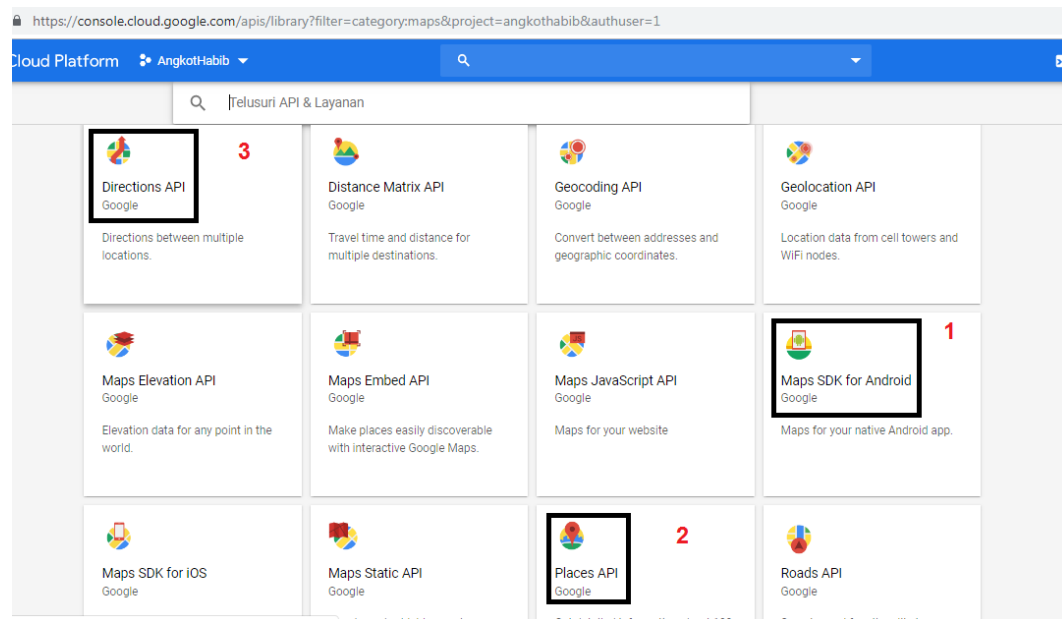 https://console.cloud.google.com/apis/library?filter=category:maps&project=angkothabib&authuser=1
Cloud Platform AngkotHabib
Telusuri API & Layanan
3
Directions API
Google
Directions between multiple
locations.
Distance Matrix API
Google
Travel time and distance for
multiple destinations.
Geocoding API
Google
Convert between addresses and
geographic coordinates.
Geolocation API
Google
Location data from cell towers and
WiFi nodes.
Maps Elevation API
Google
Elevation data for any point in the
world.
Maps Embed API
Google
Make places easily discoverable
with interactive Google Maps.
Maps JavaScript API
Google
Maps for your website
1
Maps SDK for Android
Google
Maps for your native Android app.
Maps SDK for iOS
Google
Maps Static API
Google
2
Places API
Google
Roads API
Google